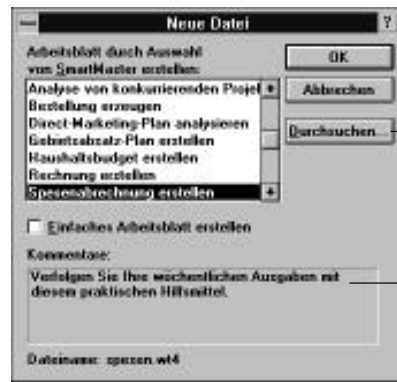 Neue Datei
?
Arbeitsblatt durch Auswahl
von SmartMaster erstellen:
OK
Analyse von konkurrierenden Projel
Abbrechen
Bestellung erzeugen
Direct-Marketing-Plan analysieren
Gebietsabsatz-Plan erstellen
Durchsuchen...
Haushaltsbudget erstellen
Rechnung erstellen
Spesenabrechnung erstellen
Einfaches Arbeitsblatt erstellen
Kommentare:
Verfolgen Sie Ihre wöchentlichen Ausgaben mit
diesem praktischen Hilfsmittel.
Dateiname: spesen.wt4